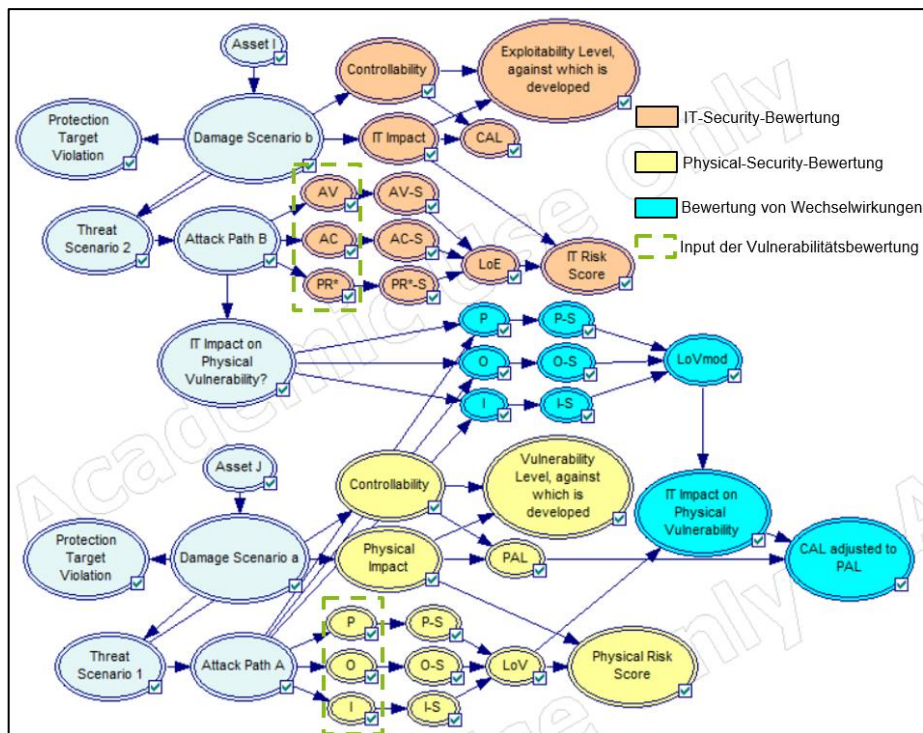 Asset I
Controllability
Exploitability Level,
against which is
developed
Protection
Target
Violation
Damage Scenario b
IT Impact
CAL
IT-Security-Bewertung
Physical-Security-Bewertung
Bewertung von Wechselwirkungen
Input der Vulnerabilitätsbewertung
Threat
Scenario 2
Attack Path B
AV
AV-S
AC
AC-S
PR*
PR*-S
LoE
IT Risk
Score
IT Impact on
Physical
Vulnerability?
P
P-S
O
O-S
I
I-S
LoVmod
Asset J
Controllability
Vulnerability
Level, against
which is
developed
IT Impact on
Physical
Vulnerability
Protection
Target
Violation
Damage Scenario a
Physical
Impact
PAL
CAL adjusted to
PAL
Threat
Scenario 1
Attack Path A
P
P-S
O
O-S
I
I-S
LoV
Physical Risk
Score
Academic Use Only
Academic Use Only